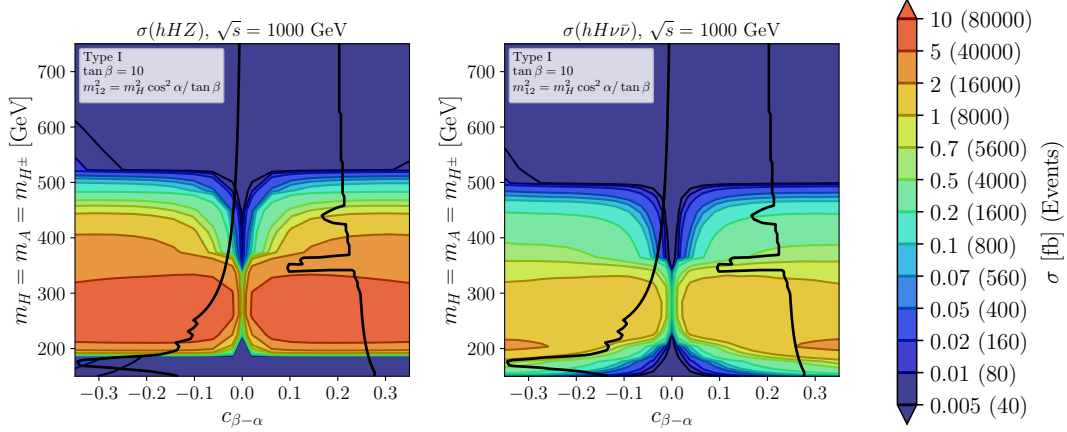 σ(hHZ), √s = 1000 GeV
Type I
tan β = 10
m²₁₂ = m²_H cos² α/ tan β
700
600
500
400
300
200
m_H = m_A = m_{H±} [GeV]
−0.3 −0.2 −0.1 0.0 0.1 0.2 0.3
c_{β−α}
σ(hHνν̄), √s = 1000 GeV
Type I
tan β = 10
m²₁₂ = m²_H cos² α/ tan β
700
600
500
400
300
200
m_H = m_A = m_{H±} [GeV]
−0.3 −0.2 −0.1 0.0 0.1 0.2 0.3
c_{β−α}
10 (80000)
5 (40000)
2 (16000)
1 (8000)
0.7 (5600)
0.5 (4000)
0.2 (1600)
0.1 (800)
0.07 (560)
0.05 (400)
0.02 (160)
0.01 (80)
0.005 (40)
σ [fb] (Events)